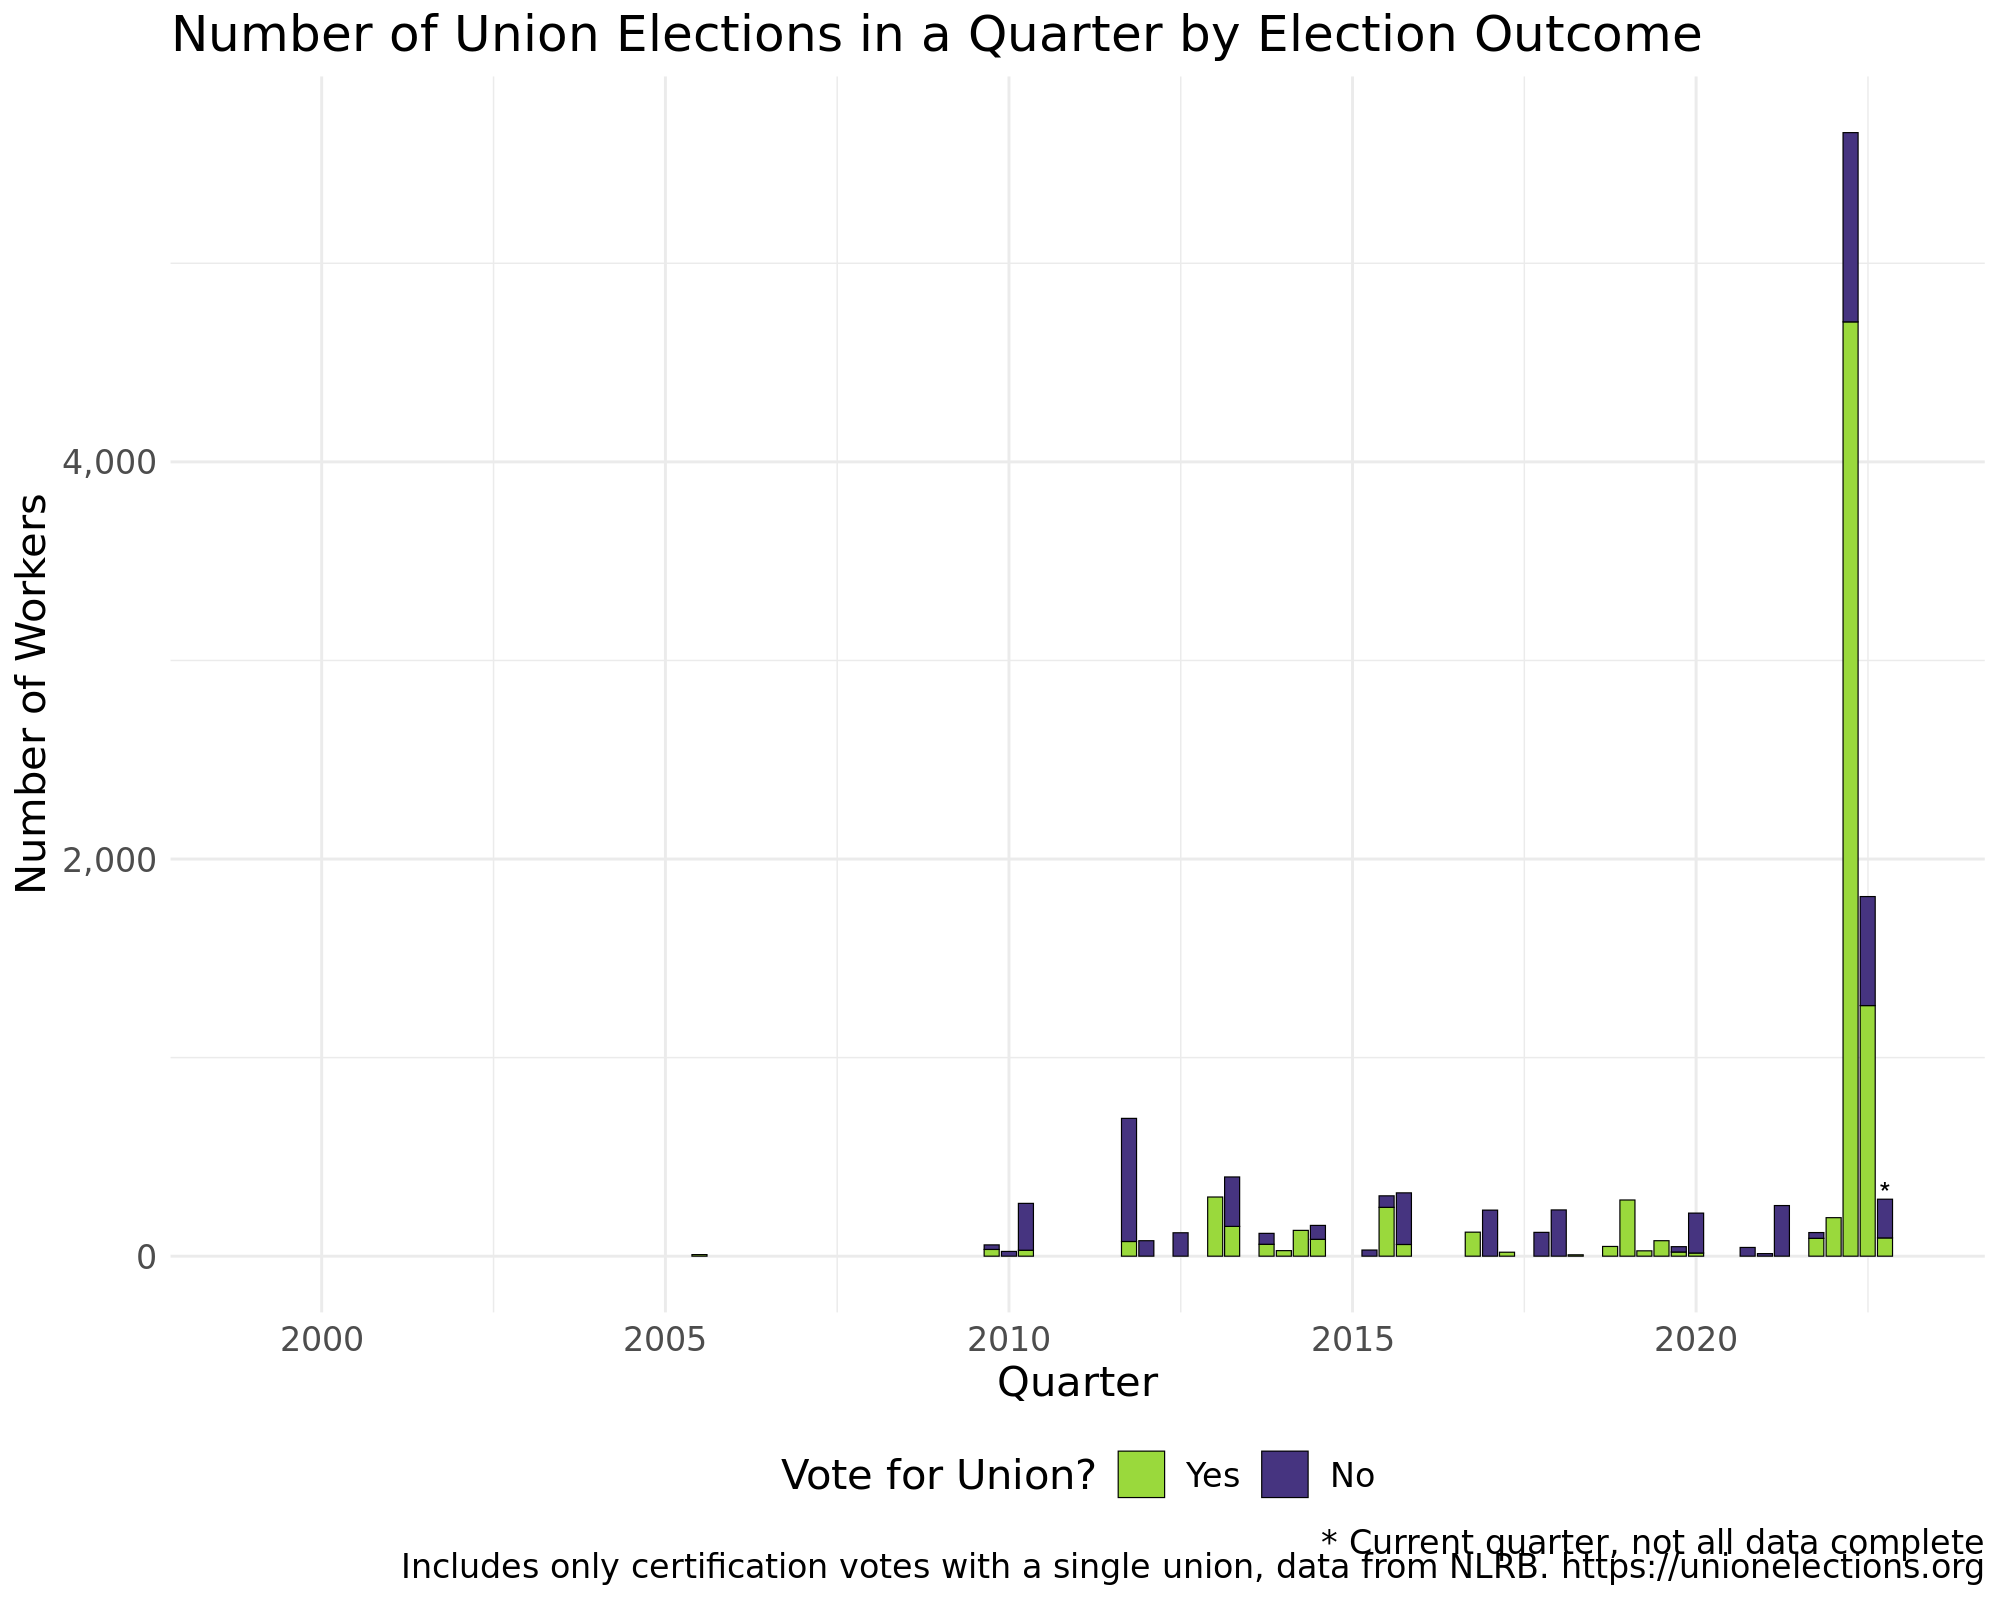 Number of Union Elections in a Quarter by Election Outcome
Number of Workers
4,000
2,000
0
*
2000 2005 2010 2015 2020
Quarter
Vote for Union? Yes No
* Current quarter, not all data complete
Includes only certification votes with a single union, data from NLRB. https://unionelections.org